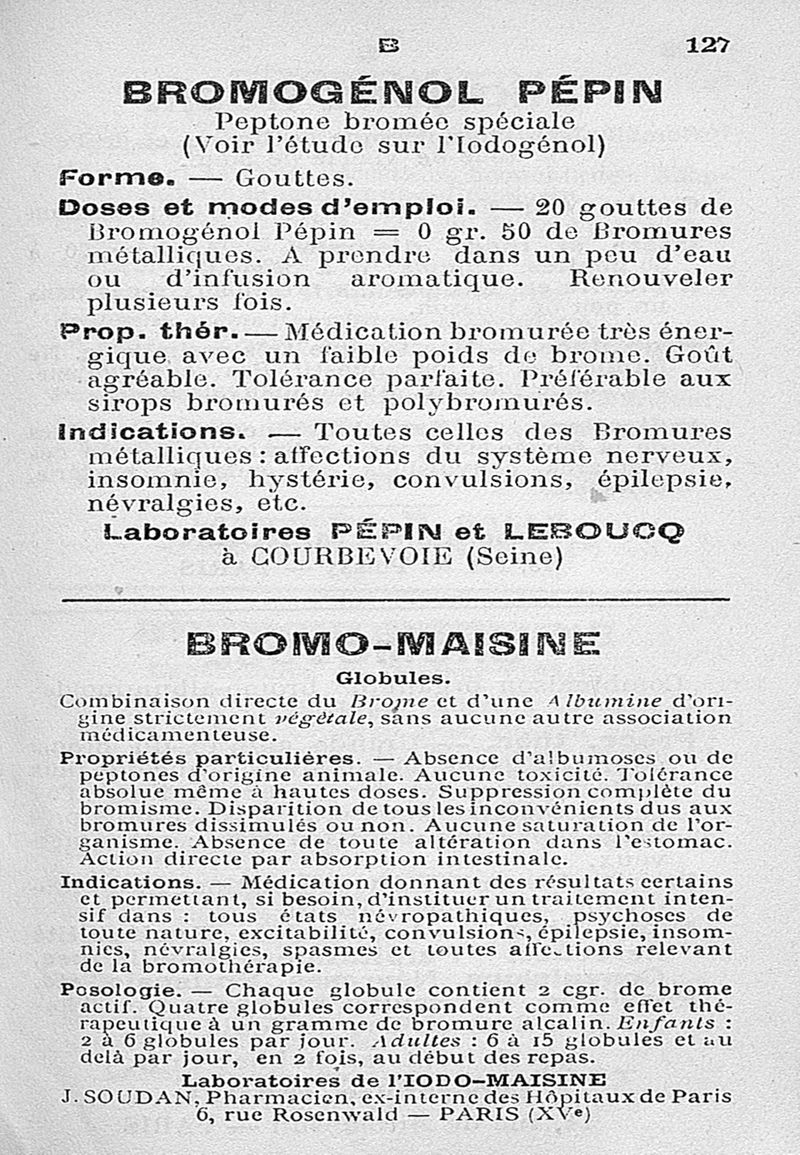 B 127
BROMOGÉNOL PÉPIN
Peptone bromée spéciale
(Voir l'étude sur l'Iodogénol)
Forme. — Gouttes.
Doses et modes d'emploi. — 20 gouttes de
Bromogénol Pépin = 0 gr. 50 de Bromures
métalliques. A prendre dans un peu d'eau
ou d'infusion aromatique. Renouveler
plusieurs fois.
Prop. thér. — Médication bromurée très éner-
gique avec un faible poids de brome. Goût
agréable. Tolérance parfaite. Préférable aux
sirops bromurés et polybromurés.
Indications. — Toutes celles des Bromures
métalliques : affections du système nerveux,
insomnie, hystérie, convulsions, épilepsie,
névralgies, etc.
Laboratoires PÉPIN et LEBOUCQ
à COURBEVOIE (Seine)
BROMO-MAISINE
Globules.
Combinaison directe du Brome et d'une Albumine d'ori-
gine strictement végétale, sans aucune autre association
médicamenteuse.
Propriétés particulières. — Absence d'albumoses ou de
peptones d'origine animale. Aucune toxicité. Tolérance
absolue même à hautes doses. Suppression complète du
bromisme. Disparition de tous les inconvénients dus aux
bromures dissimulés ou non. Aucune saturation de l'or-
ganisme. Absence de toute altération dans l'estomac.
Action directe par absorption intestinale.
Indications. — Médication donnant des résultats certains
et permettant, si besoin, d'instituer un traitement inten-
sif dans : tous états névropathiques, psychoses de
toute nature, excitabilité, convulsions, épilepsie, insom-
nies, névralgies, spasmes et toutes affections relevant
de la bromothérapie.
Posologie. — Chaque globule contient 2 cgr. de brome
actif. Quatre globules correspondent comme effet thé-
rapeutique à un gramme de bromure alcalin. Enfants :
2 à 6 globules par jour. Adultes : 6 à 15 globules et au
delà par jour, en 2 fois, au début des repas.
Laboratoires de l'IODO-MAISINE
J. SOUDAN, Pharmacien, ex-interne des Hôpitaux de Paris
6, rue Rosenwald — PARIS (XVe)